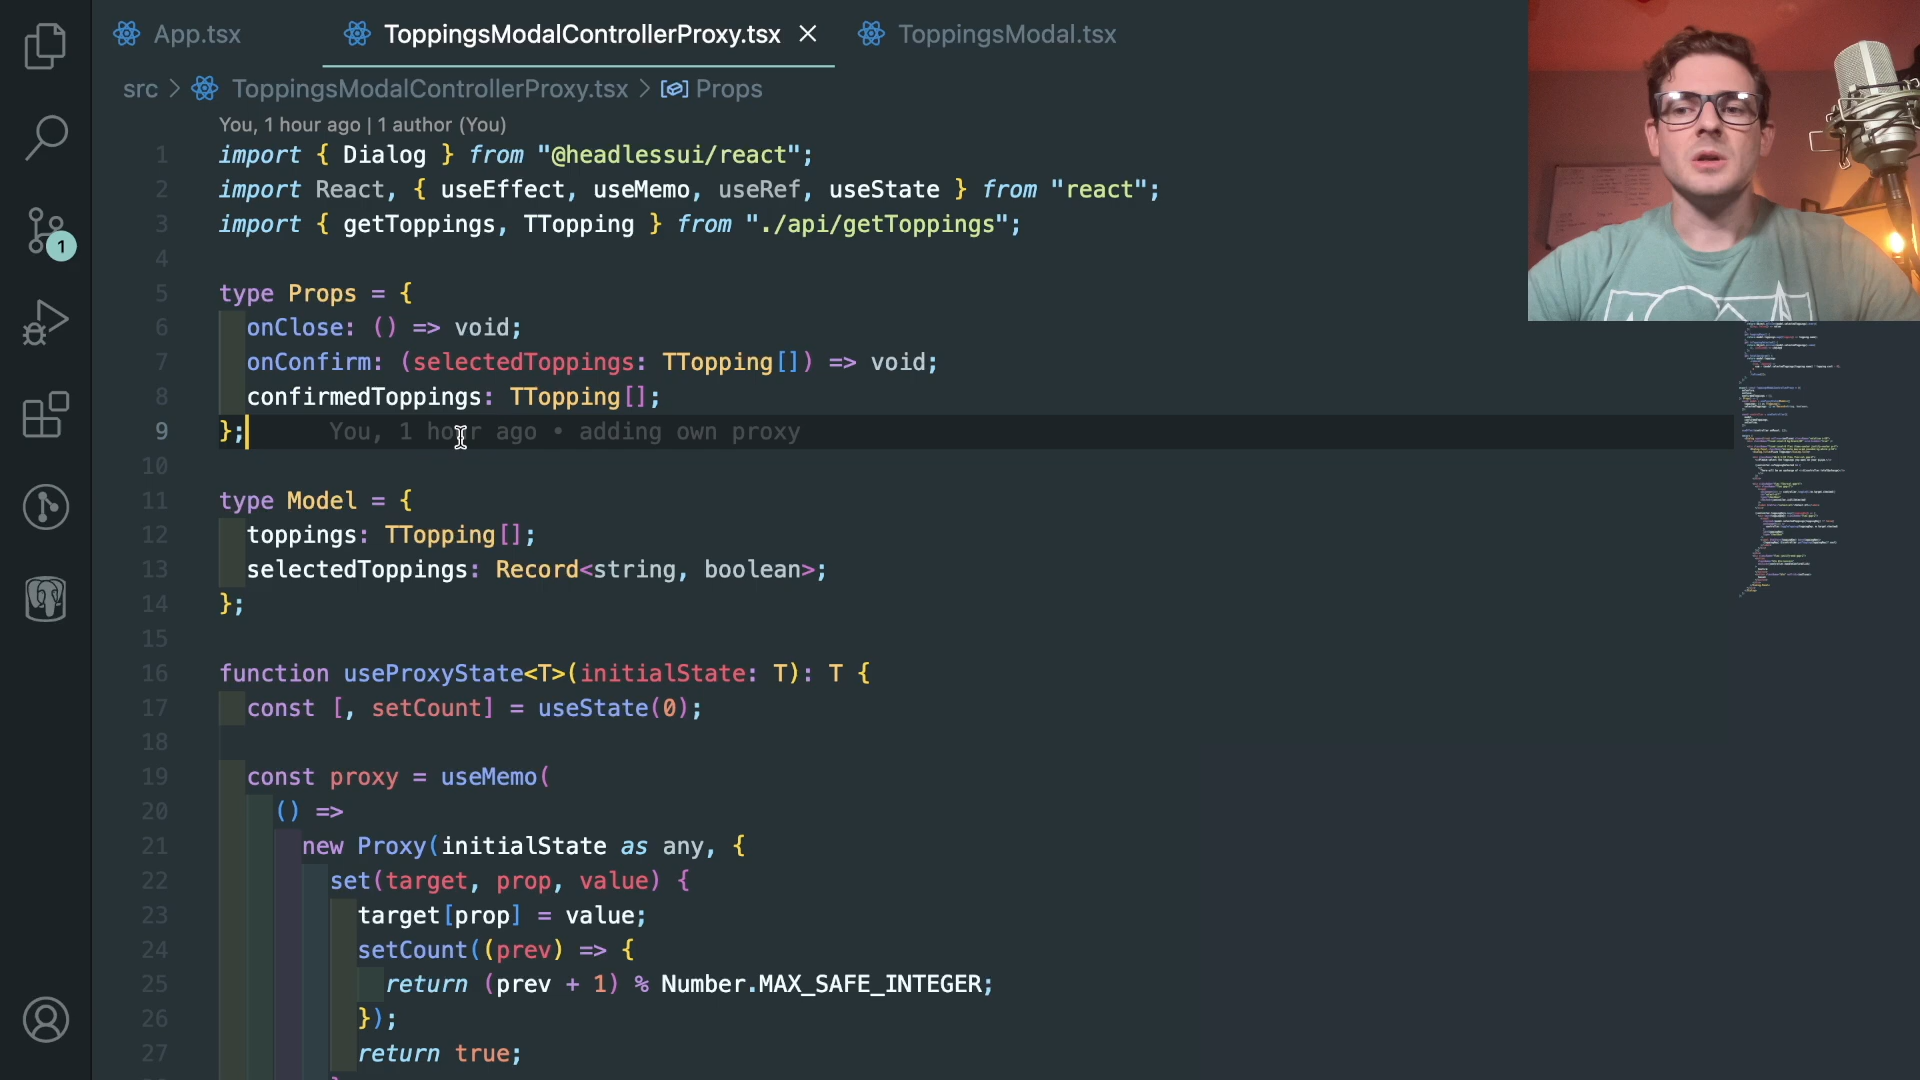 App.tsx
ToppingsModalControllerProxy.tsx
ToppingsModal.tsx
src > ToppingsModalControllerProxy.tsx > Props
You, 1 hour ago | 1 author (You)
1 import { Dialog } from "@headlessui/react";
2 import React, { useEffect, useMemo, useRef, useState } from "react";
3 import { getToppings, TTopping } from "./api/getToppings";
4
5 type Props = {
6 onClose: () => void;
7 onConfirm: (selectedToppings: TTopping[]) => void;
8 confirmedToppings: TTopping[];
9 }; You, 1 hour ago • adding own proxy
10
11 type Model = {
12 toppings: TTopping[];
13 selectedToppings: Record<string, boolean>;
14 };
15
16 function useProxyState<T>(initialState: T): T {
17 const [, setCount] = useState(0);
18
19 const proxy = useMemo(
20 () =>
21 new Proxy(initialState as any, {
22 set(target, prop, value) {
23 target[prop] = value;
24 setCount((prev) => {
25 return (prev + 1) % Number.MAX_SAFE_INTEGER;
26 });
27 return true;
1